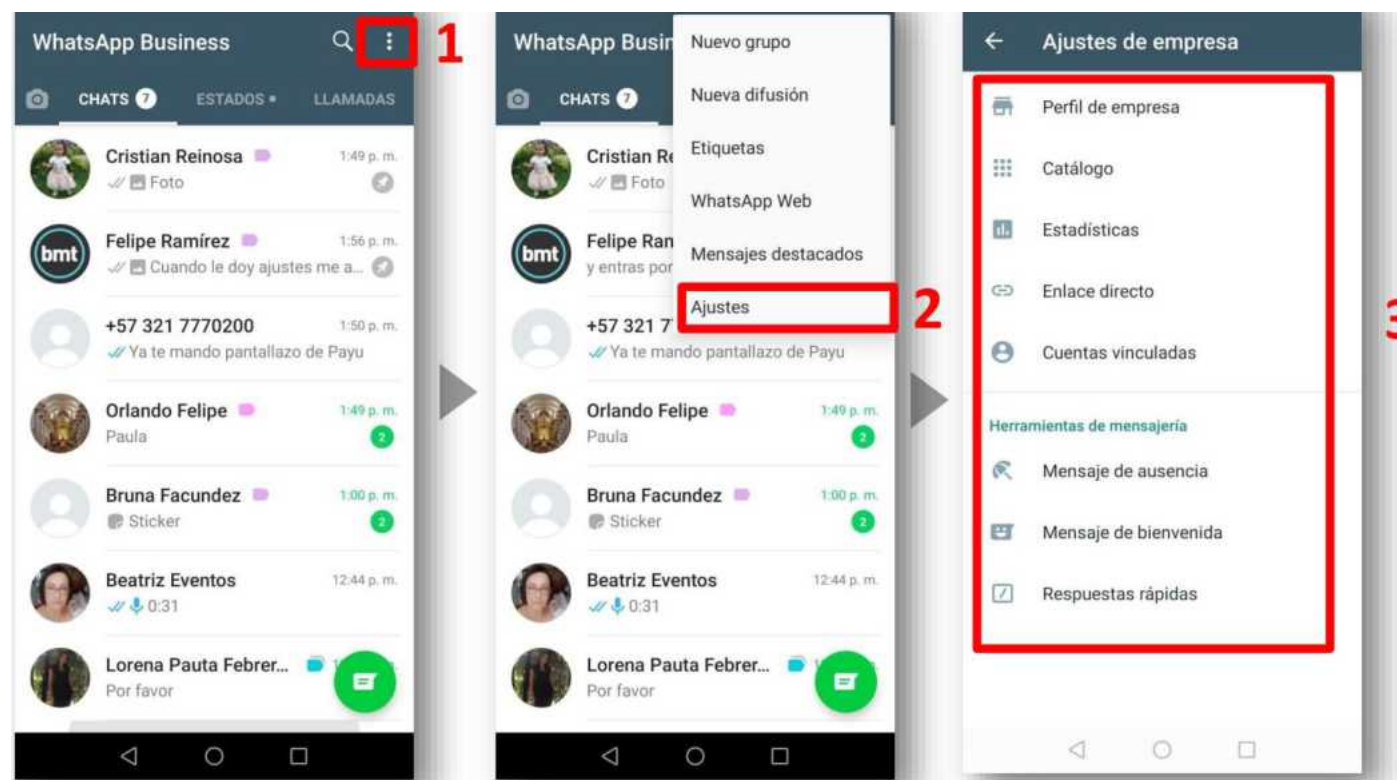 WhatsApp Business
1
CHATS 7 ESTADOS • LLAMADAS
Cristian Reinosa 1:49 p. m.
Foto
bmt
Felipe Ramírez 1:56 p. m.
Cuando le doy ajustes me a...
+57 321 7770200 1:50 p. m.
Ya te mando pantallazo de Payu
Orlando Felipe 1:49 p. m.
Paula 2
Bruna Facundez 1:00 p. m.
Sticker 2
Beatriz Eventos 12:44 p. m.
0:31
Lorena Pauta Febrer...
Por favor
WhatsApp Busin
CHATS 7
Cristian Re
Foto
bmt
Felipe Ran
y entras por
+57 321 7
Ya te mando pantallazo de Payu
Orlando Felipe 1:49 p. m.
Paula 2
Bruna Facundez 1:00 p. m.
Sticker 2
Beatriz Eventos 12:44 p. m.
0:31
Lorena Pauta Febrer...
Por favor
Nuevo grupo
Nueva difusión
Etiquetas
WhatsApp Web
Mensajes destacados
Ajustes
2
Ajustes de empresa
Perfil de empresa
Catálogo
Estadísticas
Enlace directo
Cuentas vinculadas
Herramientas de mensajería
Mensaje de ausencia
Mensaje de bienvenida
Respuestas rápidas
3